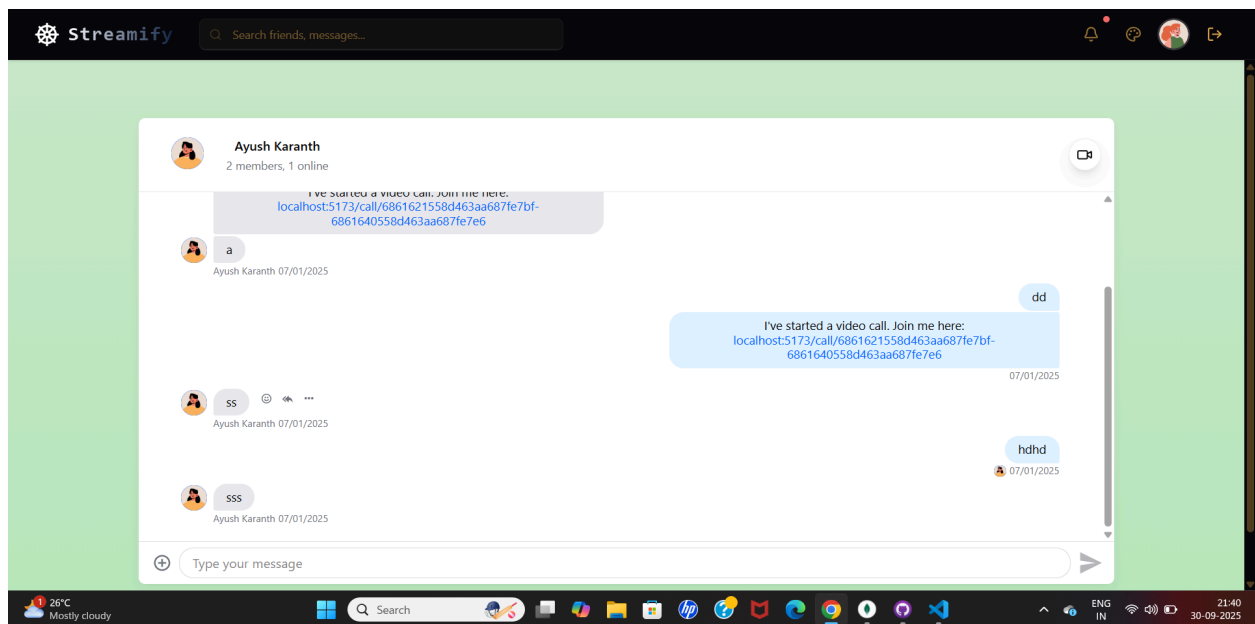 Streamify
Search friends, messages...
Ayush Karanth
2 members, 1 online
I've started a video call. Join me here:
localhost:5173/call/6861621558d463aa687fe7bf-
6861640558d463aa687fe7e6
a
Ayush Karanth 07/01/2025
dd
I've started a video call. Join me here:
localhost:5173/call/6861621558d463aa687fe7bf-
6861640558d463aa687fe7e6
07/01/2025
ss
Ayush Karanth 07/01/2025
hdhd
07/01/2025
sss
Ayush Karanth 07/01/2025
Type your message
1
26°C
Mostly cloudy
Search
hp
ENG
IN
21:40
30-09-2025